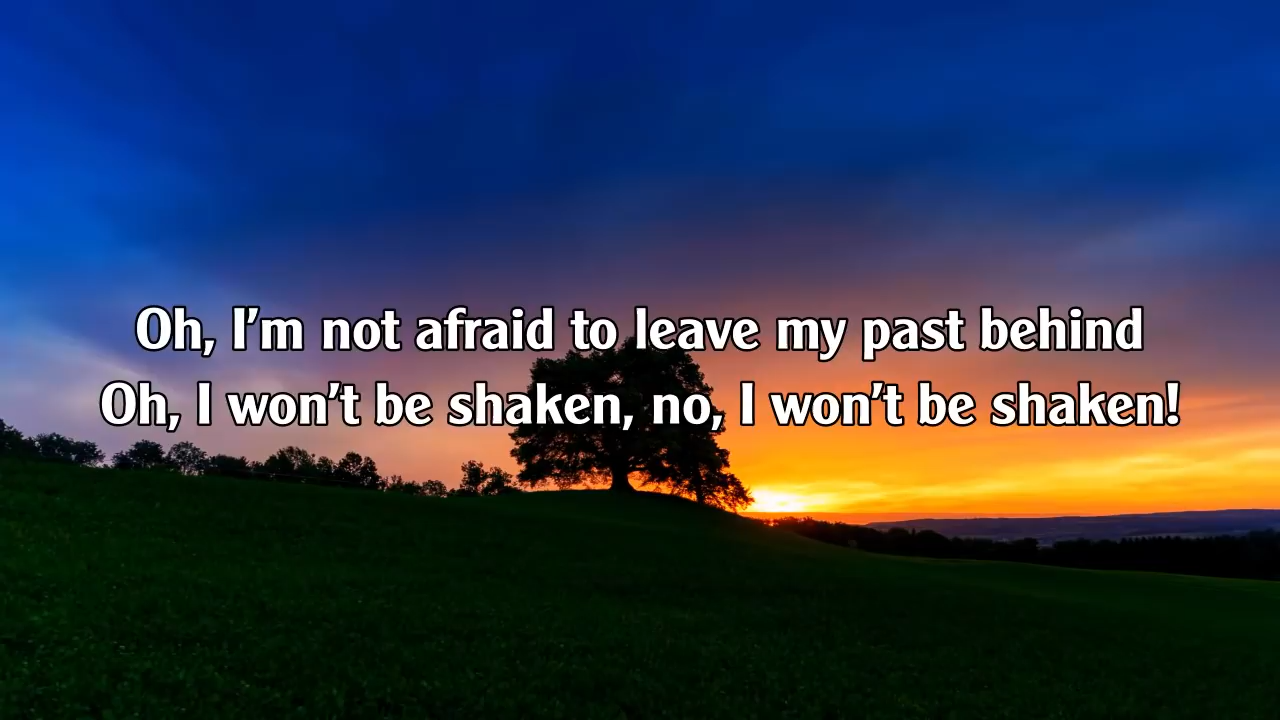 Oh, I’m not afraid to leave my past behind
Oh, I won’t be shaken, no, I won’t be shaken!